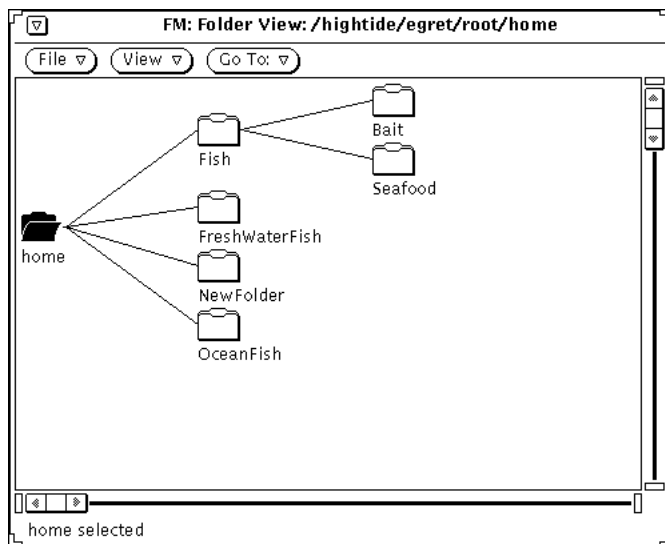 FM: Folder View: /hightide/egret/root/home
File View Go To:
Bait
Fish
Seafood
FreshWaterFish
home
NewFolder
OceanFish
home selected